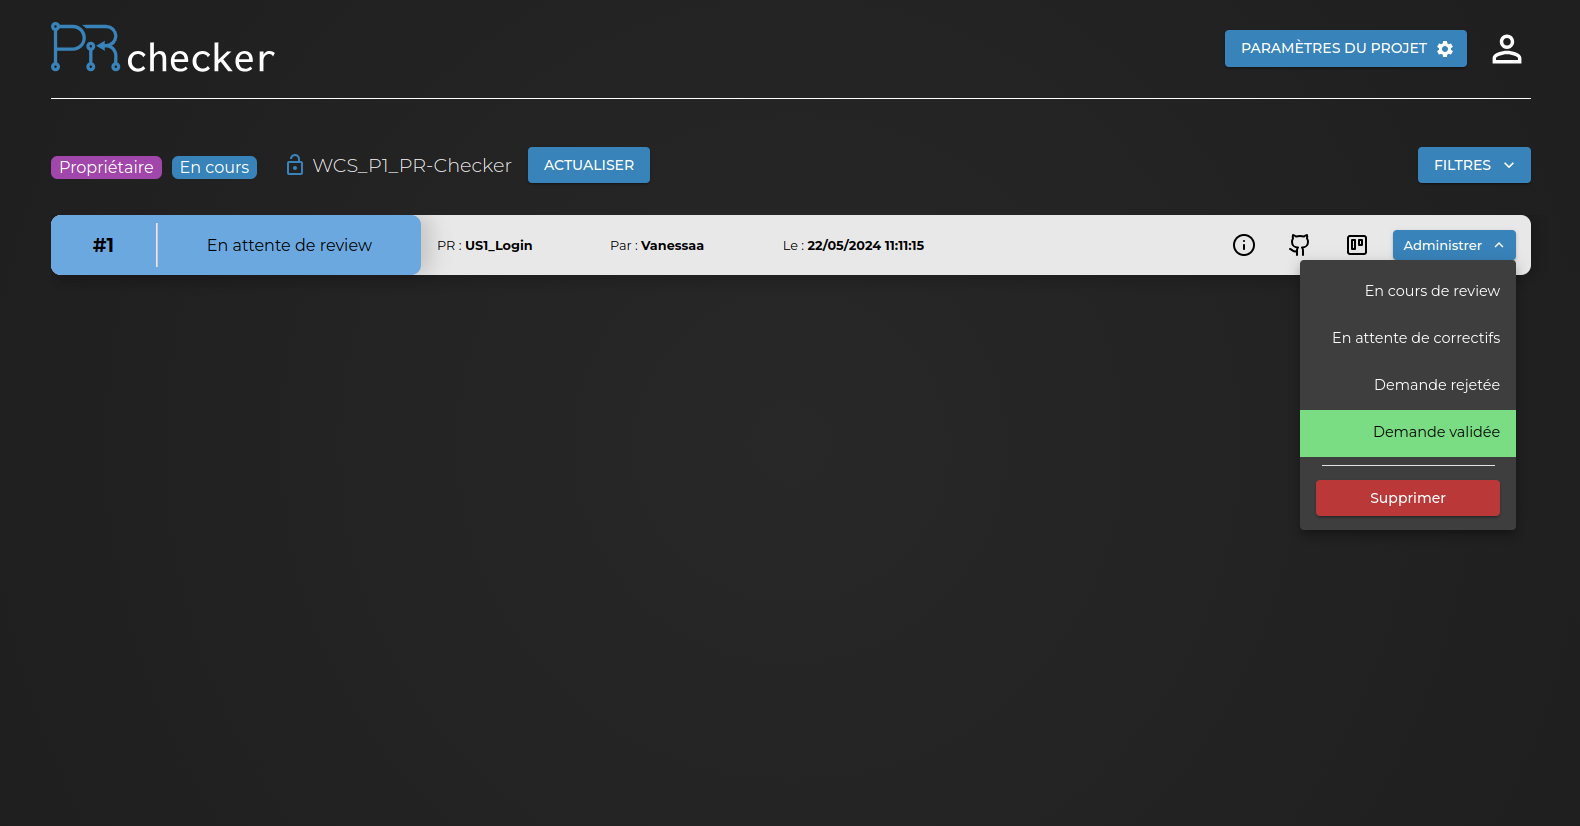 PR checker
PARAMÈTRES DU PROJET
Propriétaire En cours WCS_P1_PR-Checker ACTUALISER FILTRES
#1 En attente de review PR : US1_Login Par : Vanessaa Le : 22/05/2024 11:11:15 Administrer
En cours de review
En attente de correctifs
Demande rejetée
Demande validée
Supprimer